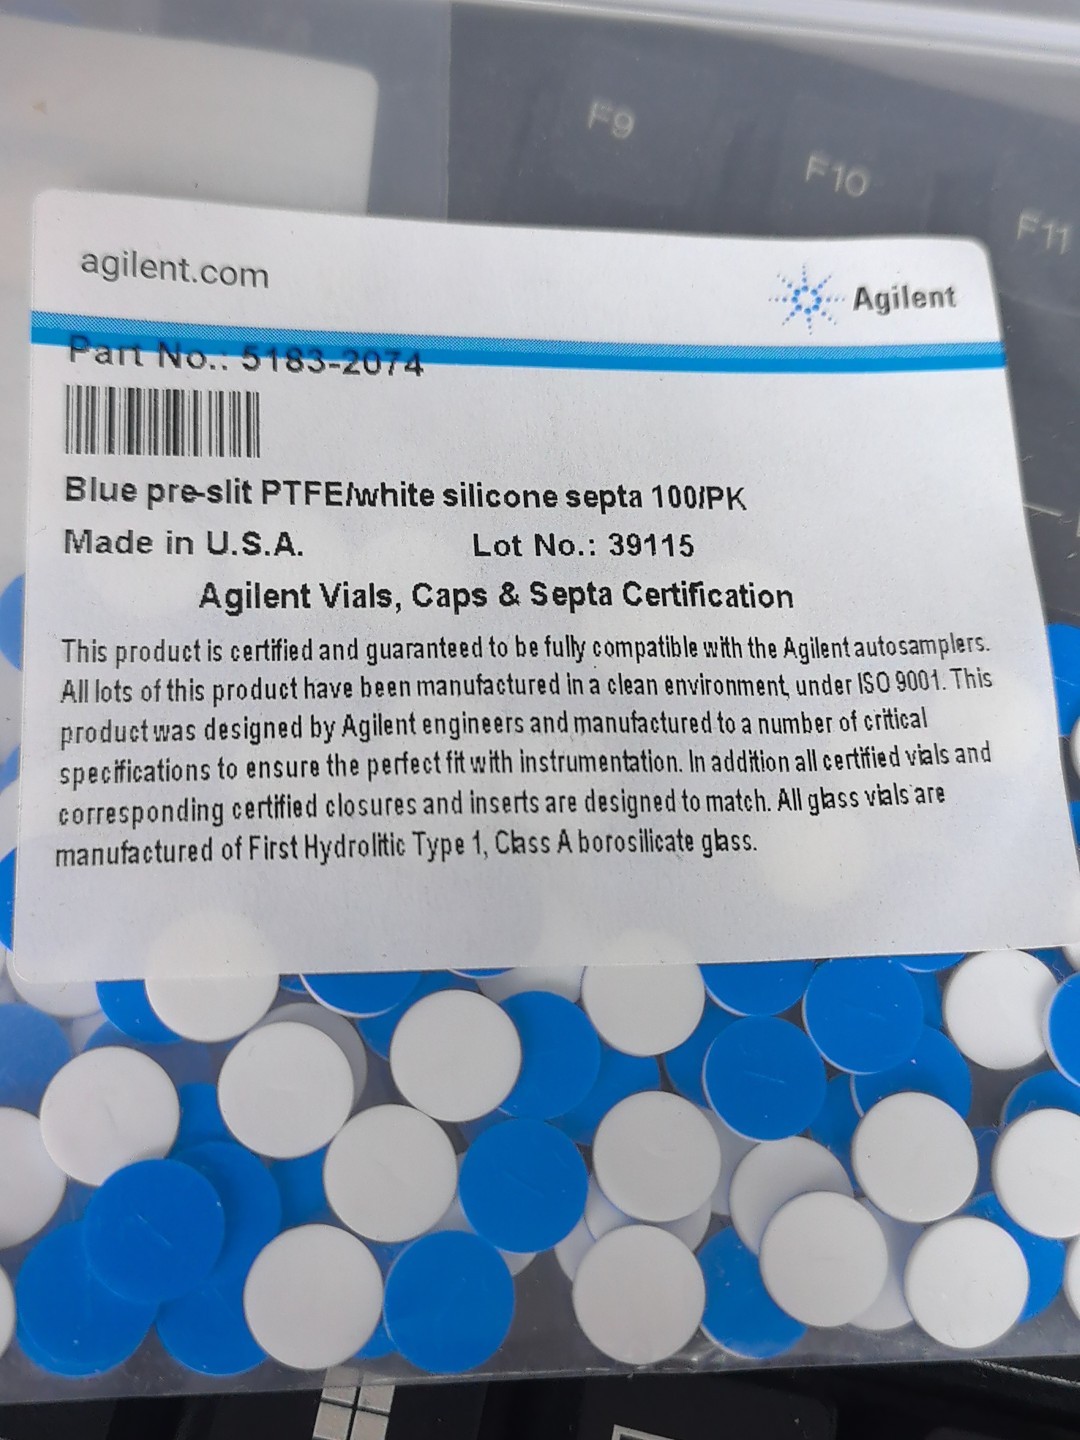 F9
F10
F11
agilent.com
Agilent
Part No.: 5183-2074
Blue pre-slit PTFE/white silicone septa 100/PK
Made in U.S.A. Lot No.: 39115
Agilent Vials, Caps & Septa Certification
This product is certified and guaranteed to be fully compatible with the Agilent autosamplers.
All lots of this product have been manufactured in a clean environment, under ISO 9001. This
product was designed by Agilent engineers and manufactured to a number of critical
specifications to ensure the perfect fit with instrumentation. In addition all certified vials and
corresponding certified closures and inserts are designed to match. All glass vials are
manufactured of First Hydrolitic Type 1, Class A borosilicate glass.